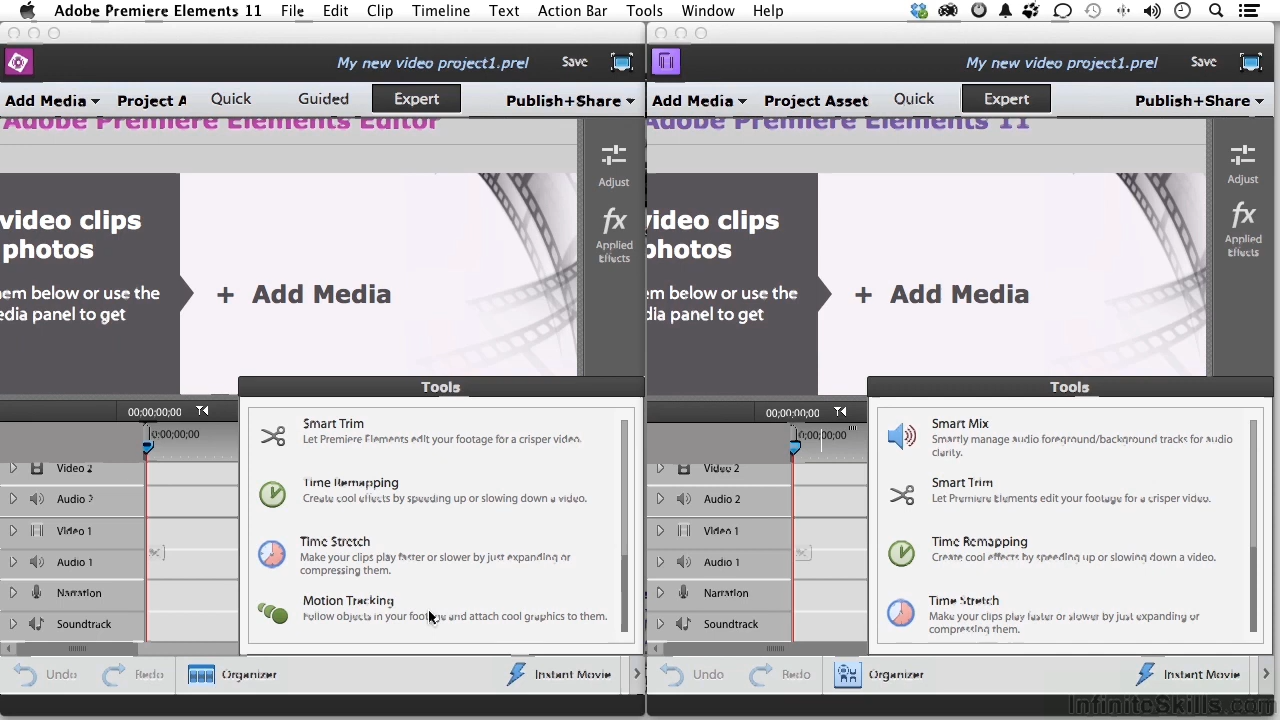 Adobe Premiere Elements 11 File Edit Clip Timeline Text Action Bar Tools Window Help
My new video project1.prel Save
Add Media Project A Quick Guided Expert Publish+Share
Adobe Premiere Elements Editor
Adjust
fx
Applied
Effects
video clips
photos
em below or use the
edia panel to get
+ Add Media
Tools
00;00;00;00
0;00;00;00
Video 2
Audio 2
Video 1
Audio 1
Narration
Soundtrack
Smart Trim
Let Premiere Elements edit your footage for a crisper video.
Time Remapping
Create cool effects by speeding up or slowing down a video.
Time Stretch
Make your clips play faster or slower by just expanding or
compressing them.
Motion Tracking
Follow objects in your footage and attach cool graphics to them.
Undo Redo Organizer Instant Movie
My new video project1.prel Save
Add Media Project Asset Quick Expert Publish+Share
Adobe Premiere Elements 11
Adjust
fx
Applied
Effects
video clips
photos
em below or use the
edia panel to get
+ Add Media
Tools
00;00;00;00
0;00;00;00
Video 2
Audio 2
Video 1
Audio 1
Narration
Soundtrack
Smart Mix
Smartly manage audio foreground/background tracks for audio
clarity.
Smart Trim
Let Premiere Elements edit your footage for a crisper video.
Time Remapping
Create cool effects by speeding up or slowing down a video.
Time Stretch
Make your clips play faster or slower by just expanding or
compressing them.
Undo Redo Organizer Instant Movie
InfiniteSkills.com